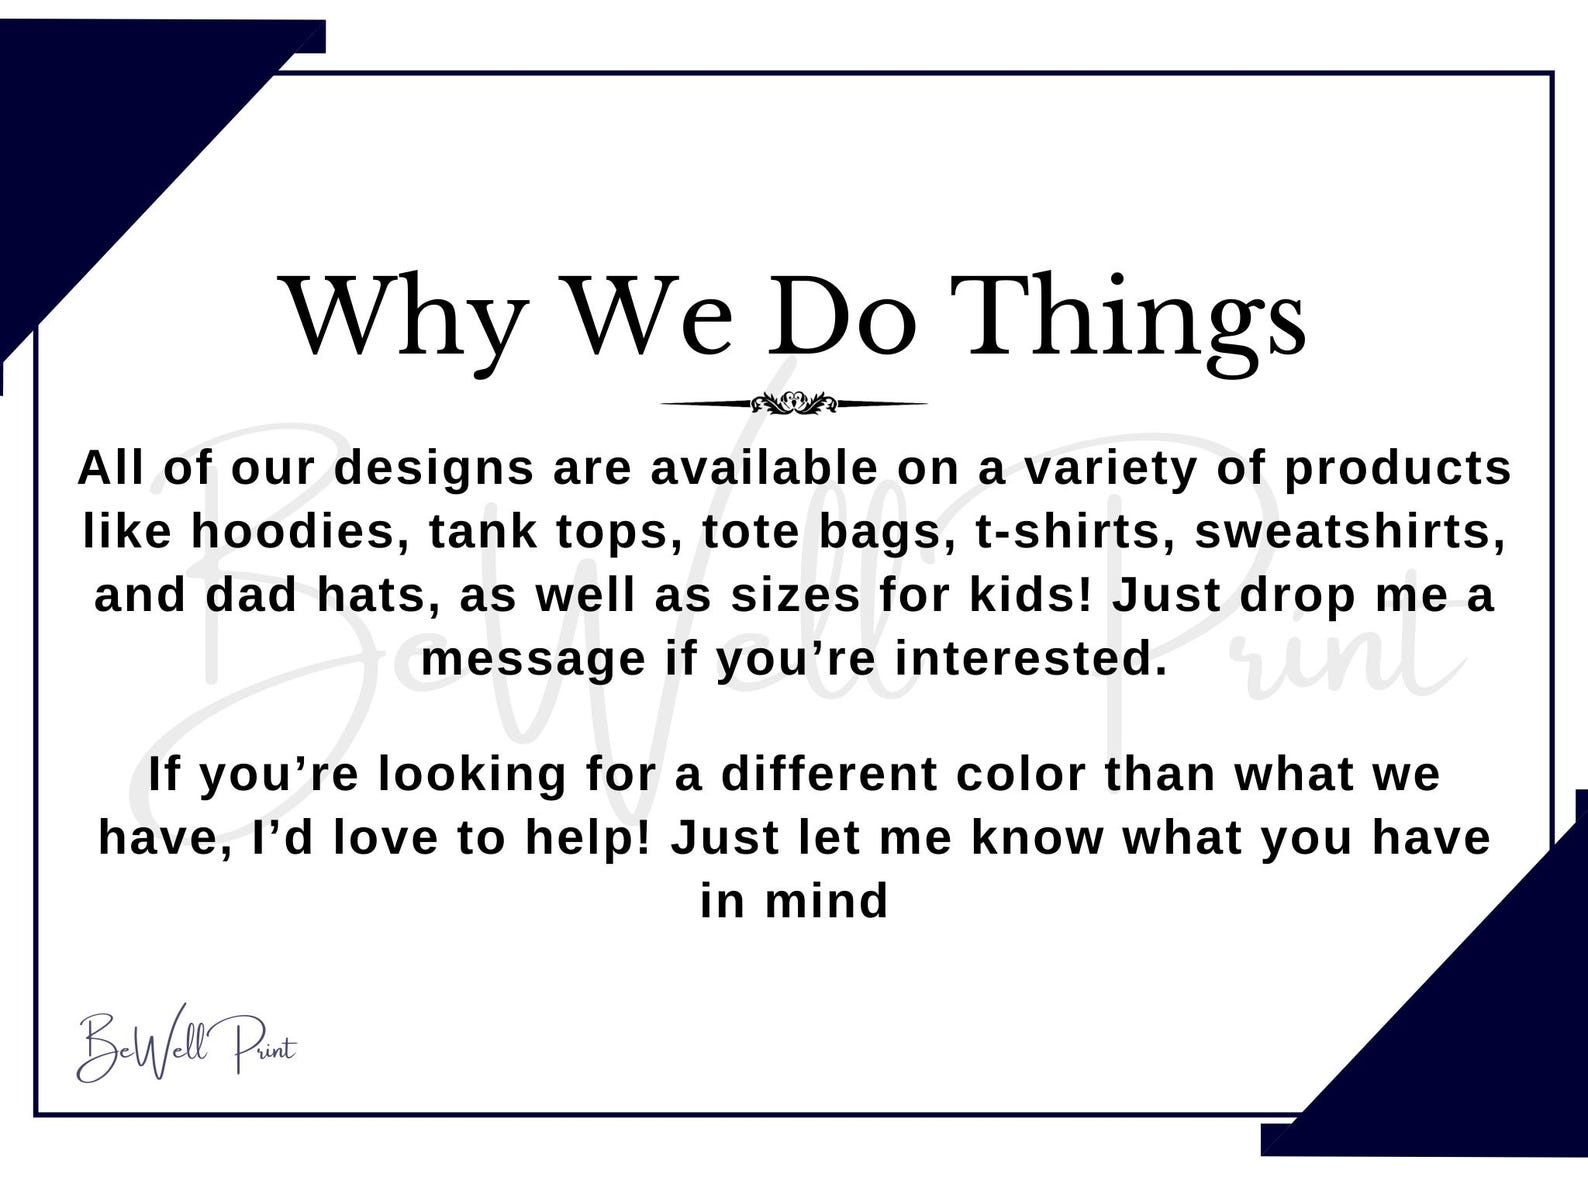 Why We Do Things
All of our designs are available on a variety of products
like hoodies, tank tops, tote bags, t-shirts, sweatshirts,
and dad hats, as well as sizes for kids! Just drop me a
message if you’re interested.
If you’re looking for a different color than what we
have, I’d love to help! Just let me know what you have
in mind
BeWell Print
BeWell Print